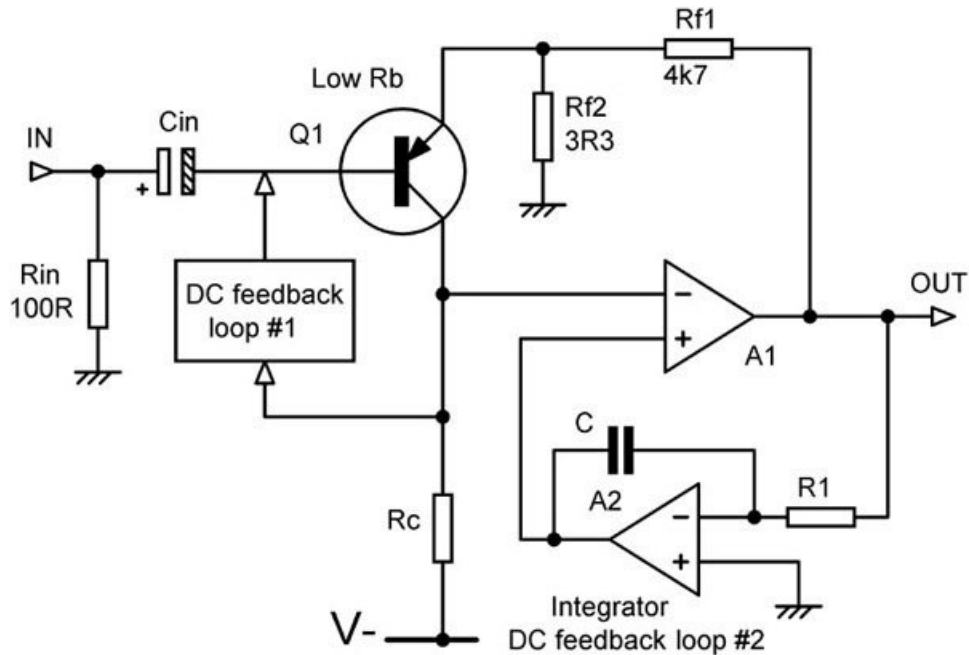 Rf1
4k7
Low Rb
Rf2
3R3
Cin
Q1
IN
+
Rin
100R
DC feedback
loop #1
−
+
A1
OUT
C
R1
A2
−
+
Rc
Integrator
DC feedback loop #2
V-